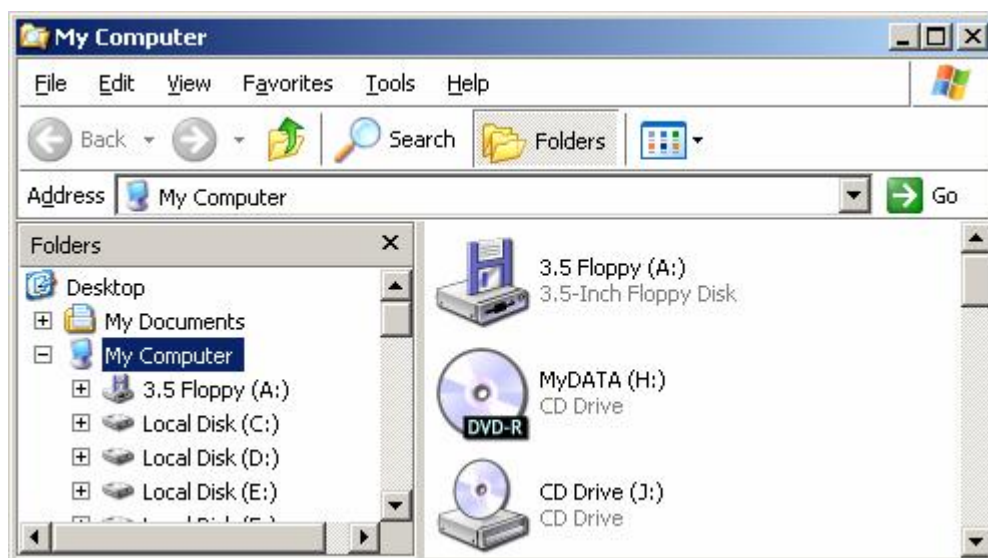 My Computer
File Edit View Favorites Tools Help
Back Search Folders
Address My Computer Go
Folders
Desktop
My Documents
My Computer
3.5 Floppy (A:)
Local Disk (C:)
Local Disk (D:)
Local Disk (E:)
3.5 Floppy (A:)
3.5-Inch Floppy Disk
MyDATA (H:)
CD Drive
DVD-R
CD Drive (J:)
CD Drive